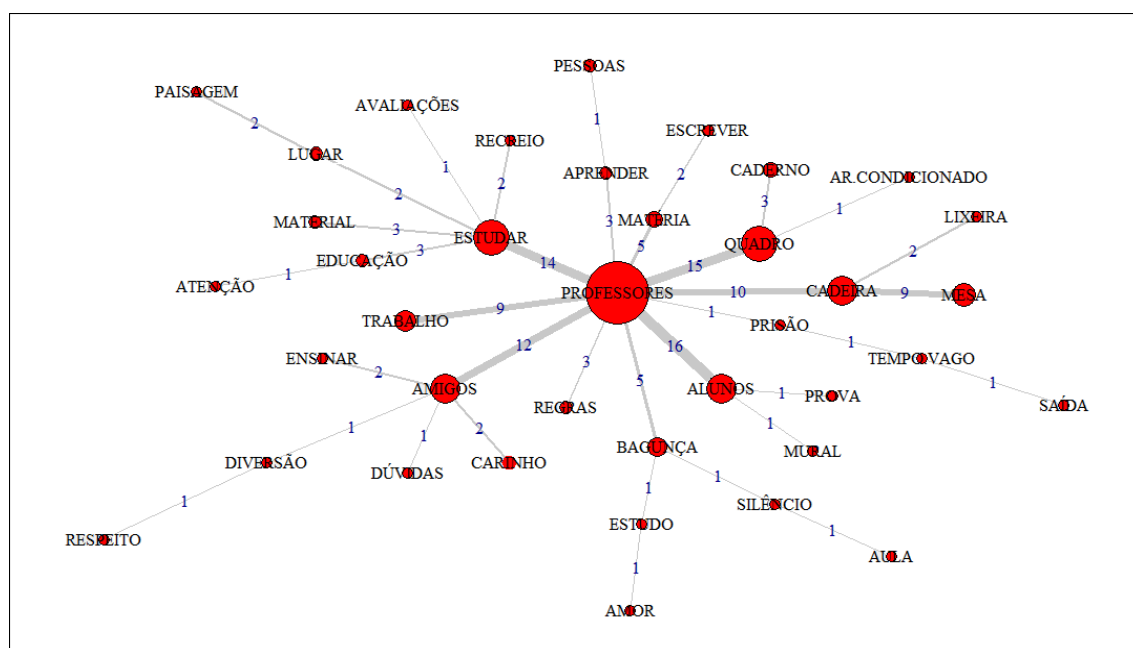 PESSOAS
PAISAGEM
AVALIAÇÕES
1
ESCREVER
2
RECREIO
LUGAR
1
2
CADERNO
APRENDER
AR.CONDICIONADO
2
2
3
1
MATERIAL
3
3
MATÉRIA
LIXEIRA
ESTUDAR
5
QUADRO
3
2
EDUCAÇÃO
14
15
ATENÇÃO
1
PROFESSORES
10
CADEIRA
9
MESA
TRABALHO
9
1
PRISÃO
12
16
1
ENSINAR
3
TEMPO.VAGO
2
5
AMIGOS
ALUNOS
1
1
PROVA
REGRAS
SAÍDA
1
1
2
1
BAGUNÇA
MURAL
DIVERSÃO
DÚVIDAS
CARINHO
1
1
1
SILÊNCIO
ESTUDO
1
RESPEITO
AULA
1
AMOR